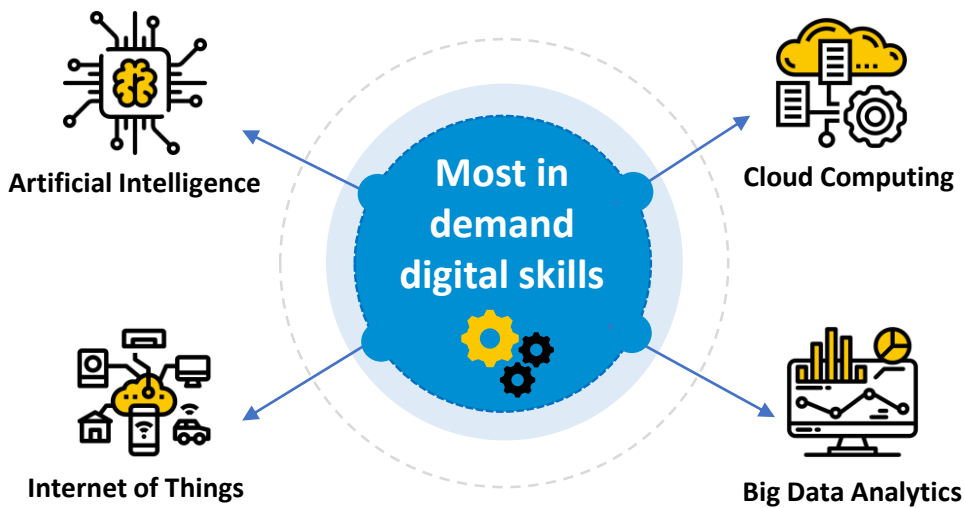 Artificial Intelligence
Cloud Computing
Most in
demand
digital skills
Internet of Things
Big Data Analytics